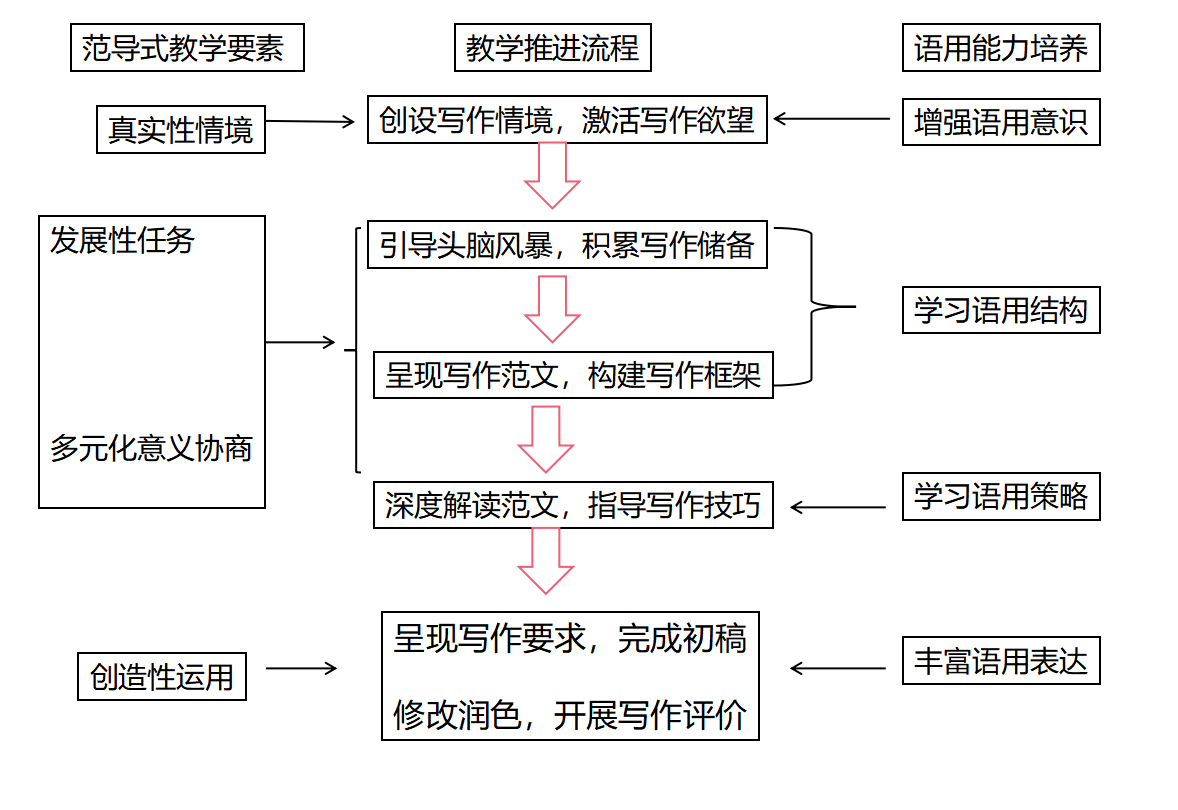 范导式教学要素
教学推进流程
语用能力培养
真实性情境
创设写作情境，激活写作欲望
增强语用意识
发展性任务
多元化意义协商
引导头脑风暴，积累写作储备
呈现写作范文，构建写作框架
学习语用结构
深度解读范文，指导写作技巧
学习语用策略
创造性运用
呈现写作要求，完成初稿
修改润色，开展写作评价
丰富语用表达